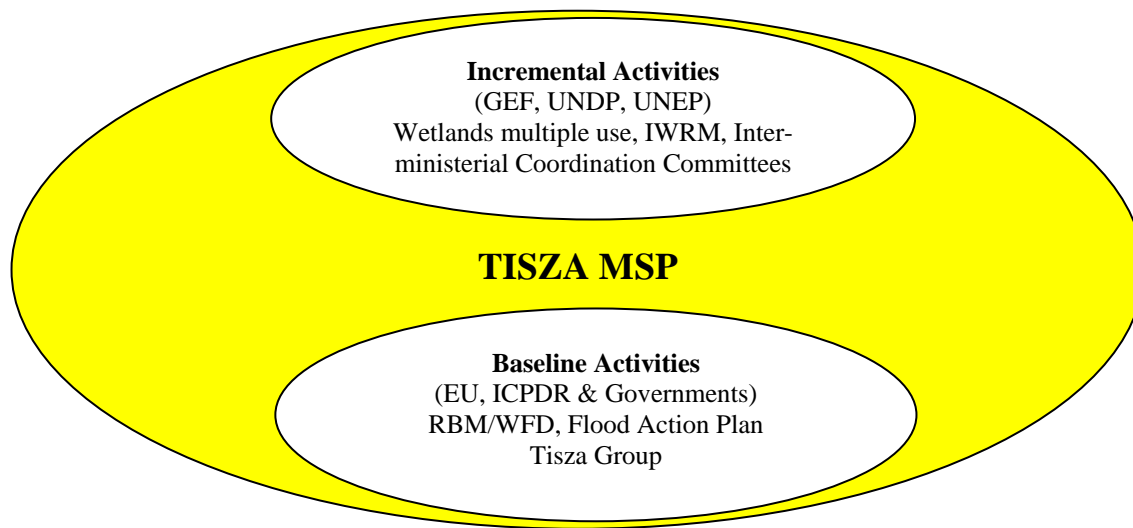 Incremental Activities
(GEF, UNDP, UNEP)
Wetlands multiple use, IWRM, Inter-
ministerial Coordination Committees
TISZA MSP
Baseline Activities
(EU, ICPDR & Governments)
RBM/WFD, Flood Action Plan
Tisza Group